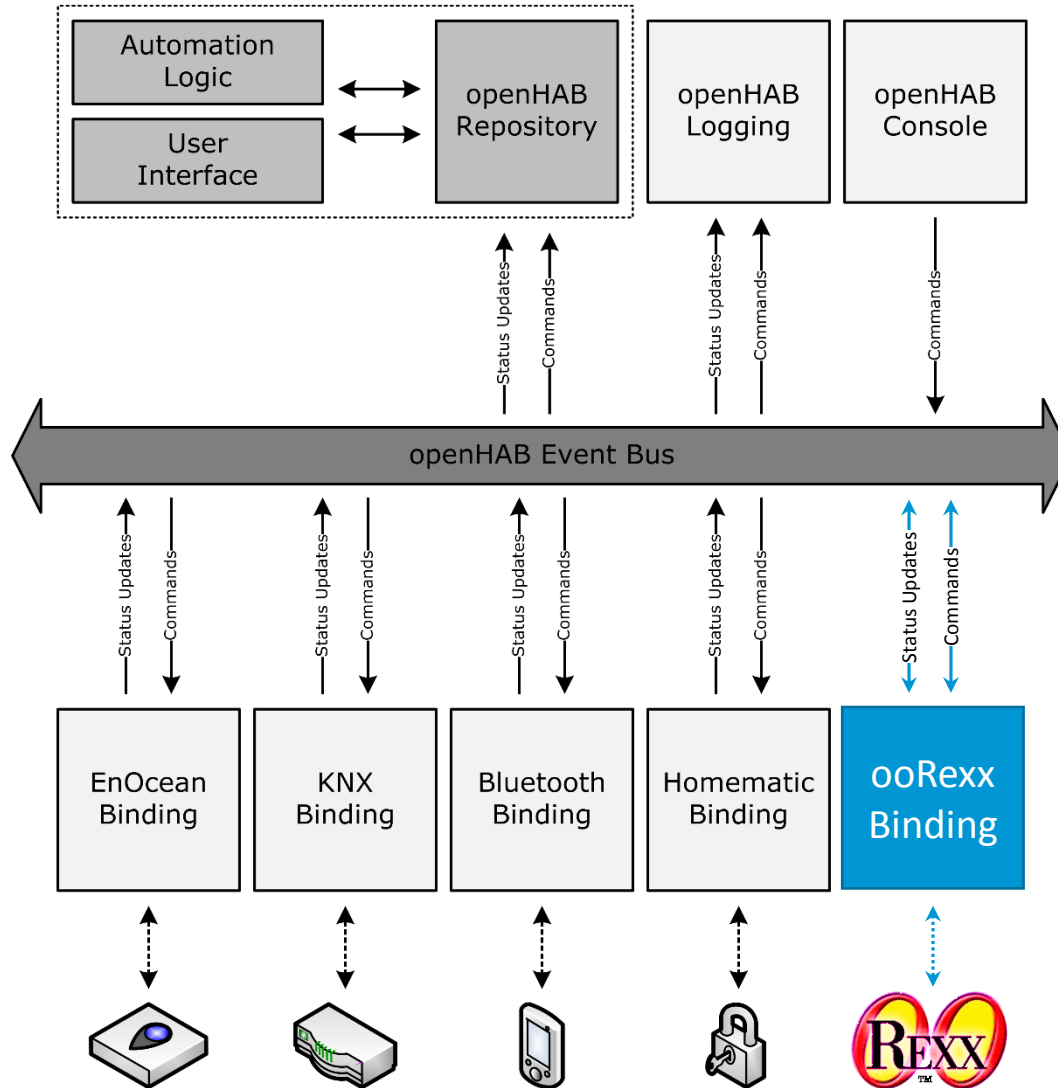 Automation
Logic
User
Interface
openHAB
Repository
openHAB
Logging
openHAB
Console
Status Updates
Commands
Status Updates
Commands
Commands
openHAB Event Bus
Status Updates
Commands
Status Updates
Commands
Status Updates
Commands
Status Updates
Commands
Status Updates
Commands
EnOcean
Binding
KNX
Binding
Bluetooth
Binding
Homematic
Binding
ooRexx
Binding
REXX
TM